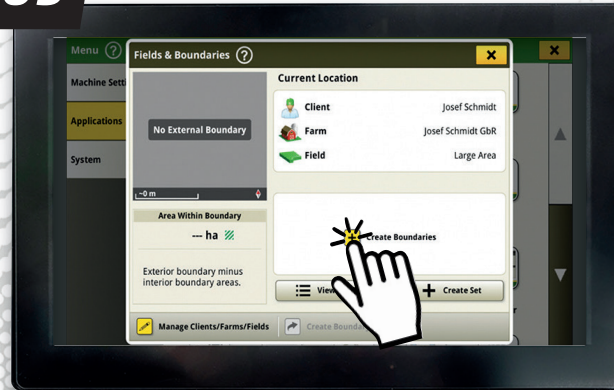 Menu ?
Machine Setti
Applications
System
Fields & Boundaries ?
No External Boundary
~0 m
Area Within Boundary
--- ha
Exterior boundary minus
interior boundary areas.
Current Location
Client Josef Schmidt
Farm Josef Schmidt GbR
Field Large Area
Create Boundaries
View
Create Set
Manage Clients/Farms/Fields
Create Bounda